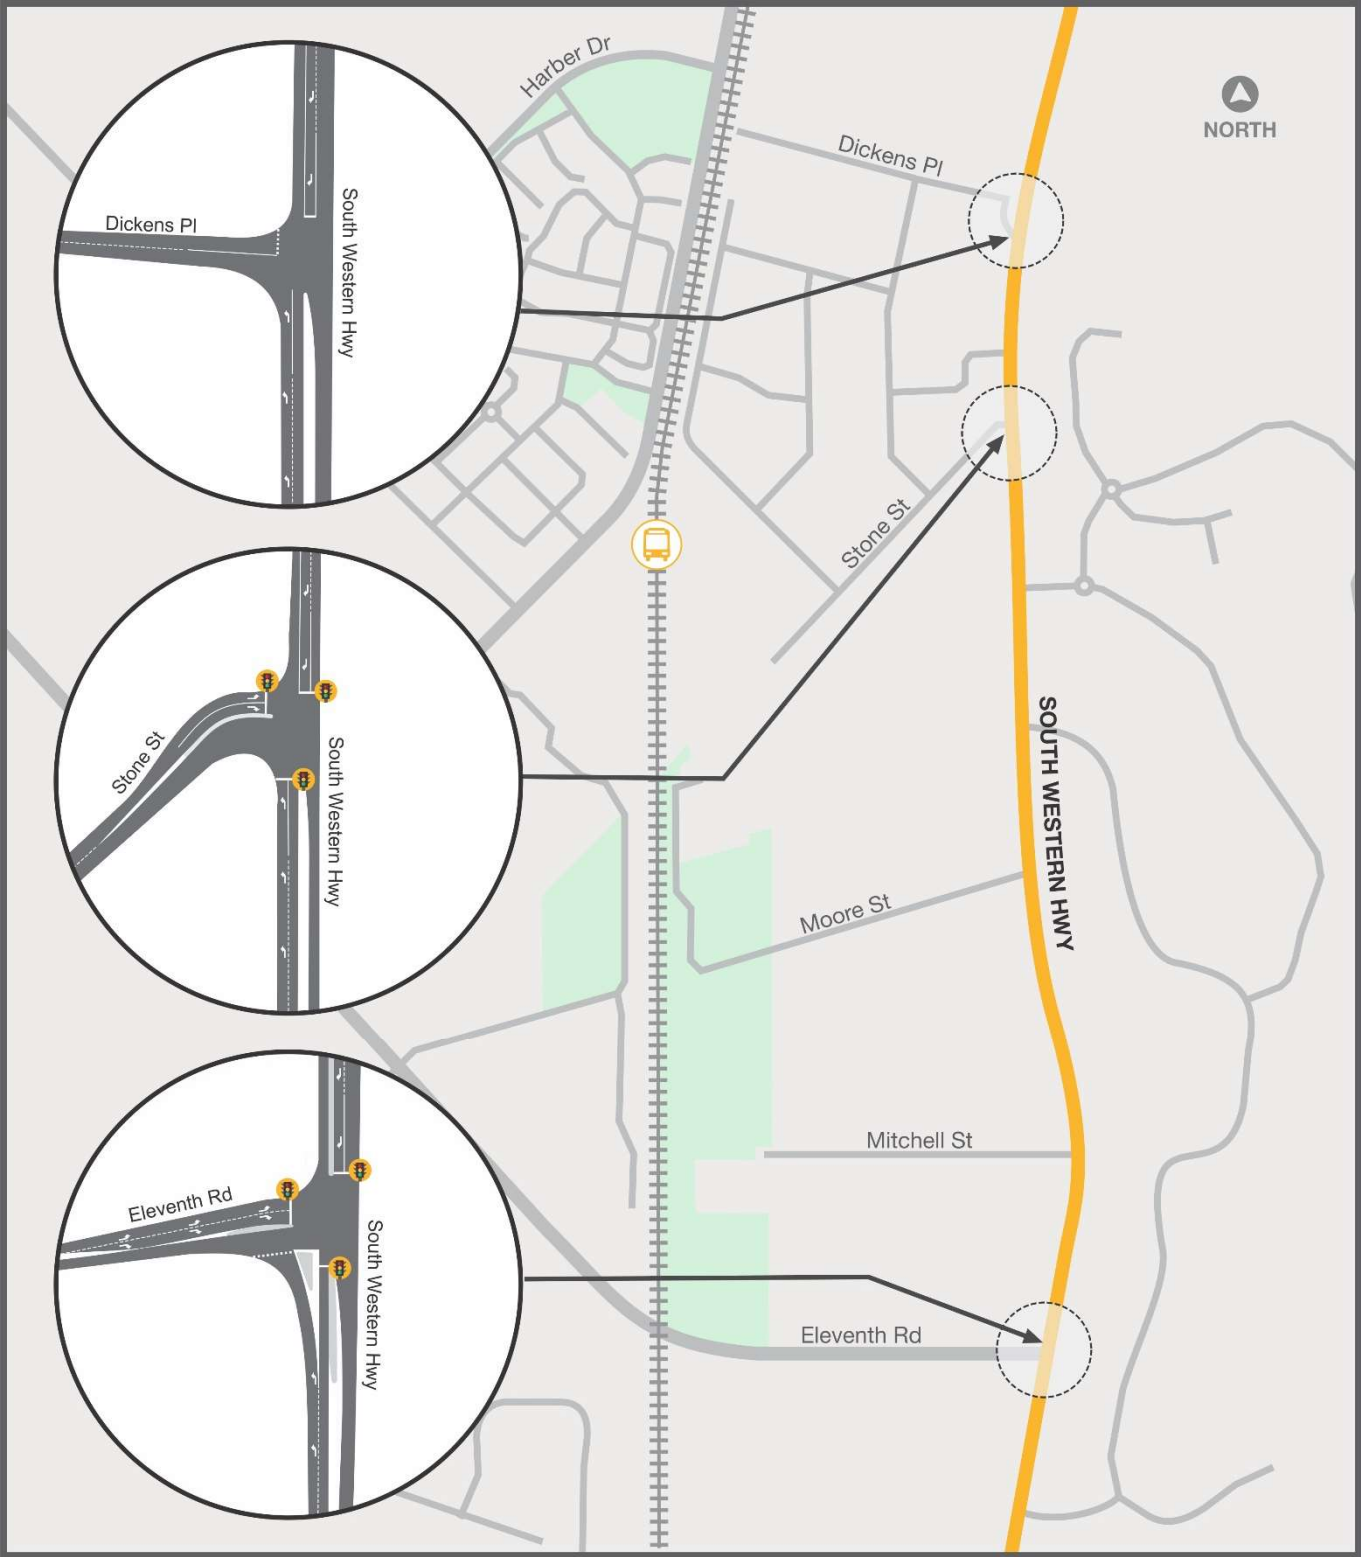 Harber Dr
NORTH
Dickens Pl
Dickens Pl
South Western Hwy
Stone St
SOUTH WESTERN HWY
Stone St
South Western Hwy
Moore St
Mitchell St
Eleventh Rd
South Western Hwy
Eleventh Rd